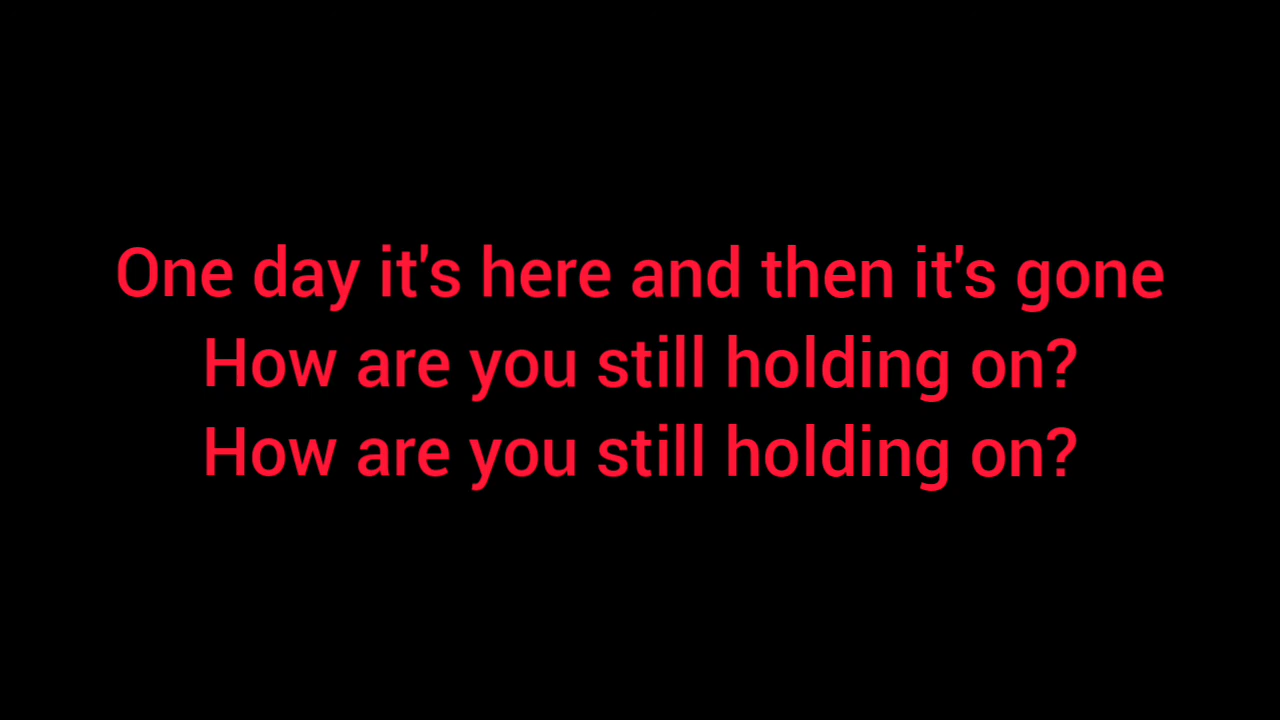 One day it's here and then it's gone
How are you still holding on?
How are you still holding on?